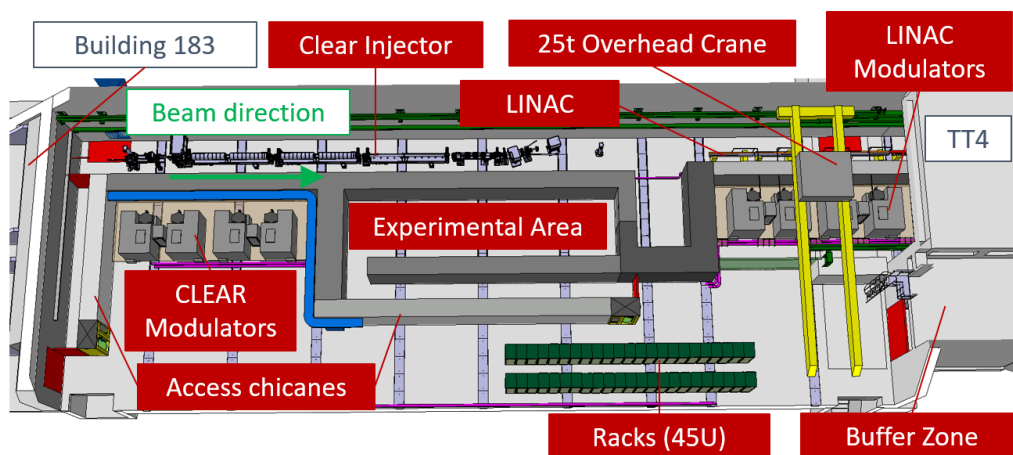 Building 183
Clear Injector
25t Overhead Crane
LINAC
Modulators
Beam direction
LINAC
TT4
Experimental Area
CLEAR
Modulators
Access chicanes
Racks (45U)
Buffer Zone